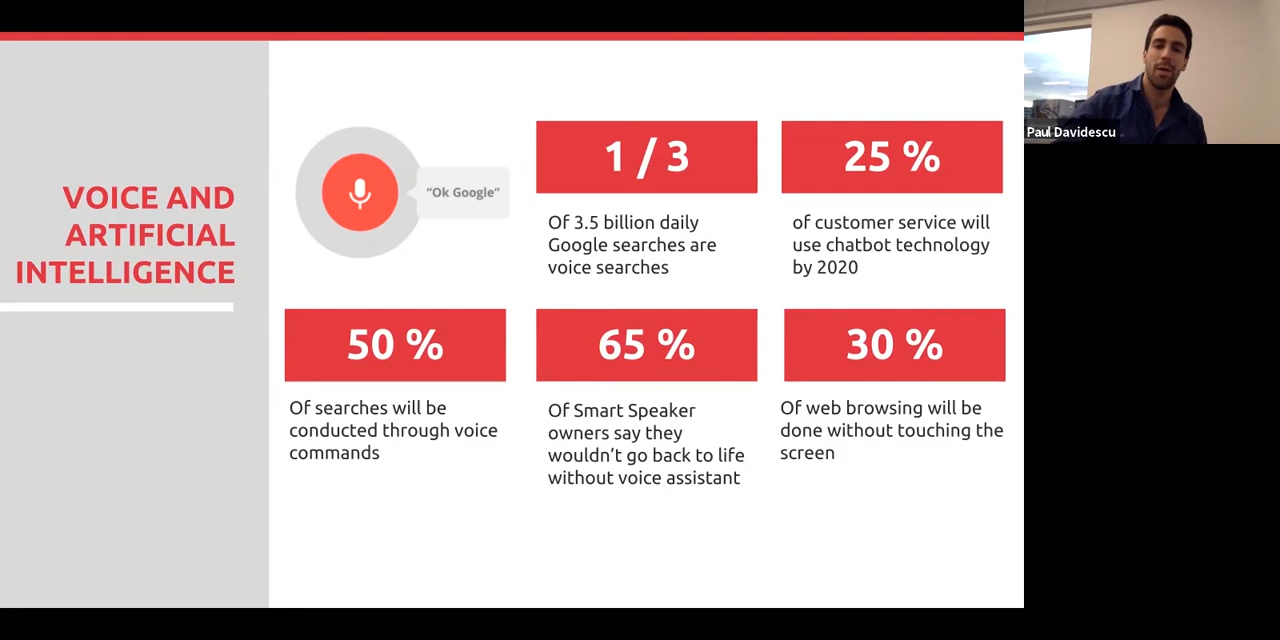 VOICE AND
ARTIFICIAL
INTELLIGENCE
“Ok Google”
1 / 3
Of 3.5 billion daily
Google searches are
voice searches
25 %
of customer service will
use chatbot technology
by 2020
50 %
Of searches will be
conducted through voice
commands
65 %
Of Smart Speaker
owners say they
wouldn’t go back to life
without voice assistant
30 %
Of web browsing will be
done without touching the
screen
Paul Davidescu